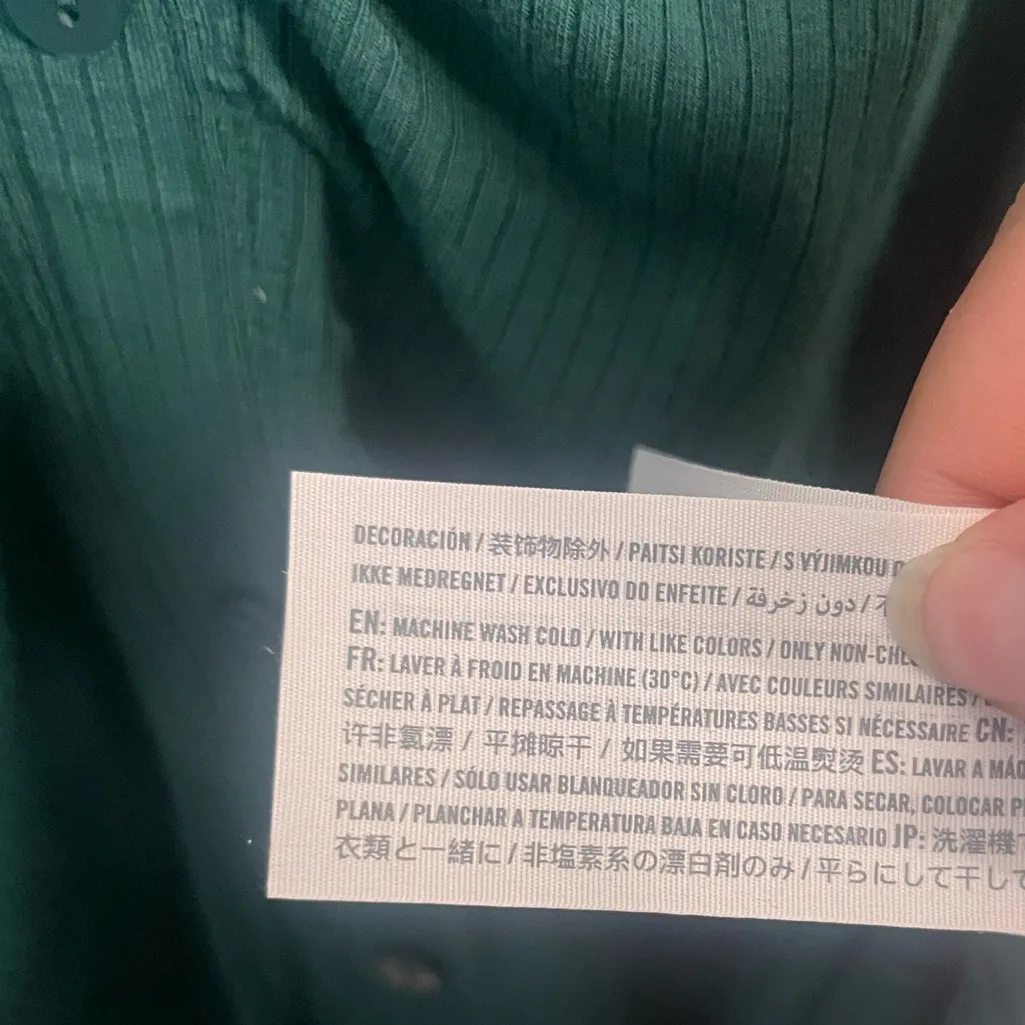 DECORACIÓN / 装饰物除外 / PAITSI KORISTE / S VÝJIMKOU
IKKE MEDREGNET / EXCLUSIVO DO ENFEITE / دون زخرفة /
EN: MACHINE WASH COLD / WITH LIKE COLORS / ONLY
FR: LAVER À FROID EN MACHINE (30°C) / AVEC COULEURS SIMILAIRES /
SÉCHER À PLAT / REPASSAGE À TEMPÉRATURES BASSES SI NÉCESSAIRE CN:
许非氯漂 / 平摊晾干 / 如果需要可低温熨烫 ES: LAVAR A
SIMILARES / SÓLO USAR BLANQUEADOR SIN CLORO / PARA SECAR, COLOCAR
PLANA / PLANCHAR A TEMPERATURA BAJA EN CASO NECESARIO JP: 洗濯機
衣類と一緒に / 非塩素系の漂白剤のみ / 平らにして干して